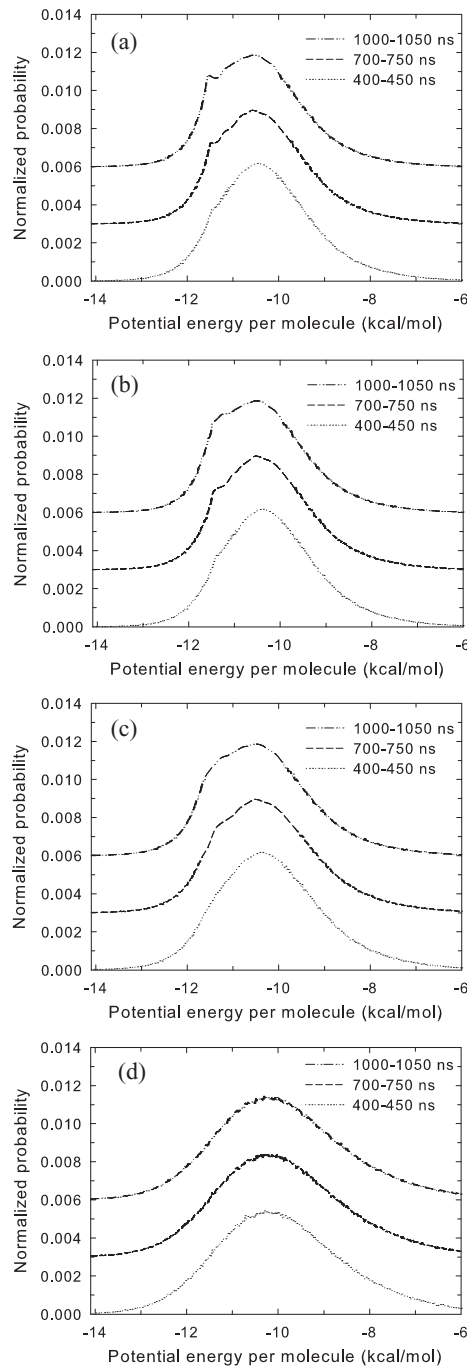 (a)
1000-1050 ns
700-750 ns
400-450 ns
Normalized probability
0.014
0.012
0.010
0.008
0.006
0.004
0.002
0.000
-14 -12 -10 -8 -6
Potential energy per molecule (kcal/mol)
(b)
1000-1050 ns
700-750 ns
400-450 ns
Normalized probability
0.014
0.012
0.010
0.008
0.006
0.004
0.002
0.000
-14 -12 -10 -8 -6
Potential energy per molecule (kcal/mol)
(c)
1000-1050 ns
700-750 ns
400-450 ns
Normalized probability
0.014
0.012
0.010
0.008
0.006
0.004
0.002
0.000
-14 -12 -10 -8 -6
Potential energy per molecule (kcal/mol)
(d)
1000-1050 ns
700-750 ns
400-450 ns
Normalized probability
0.014
0.012
0.010
0.008
0.006
0.004
0.002
0.000
-14 -12 -10 -8 -6
Potential energy per molecule (kcal/mol)